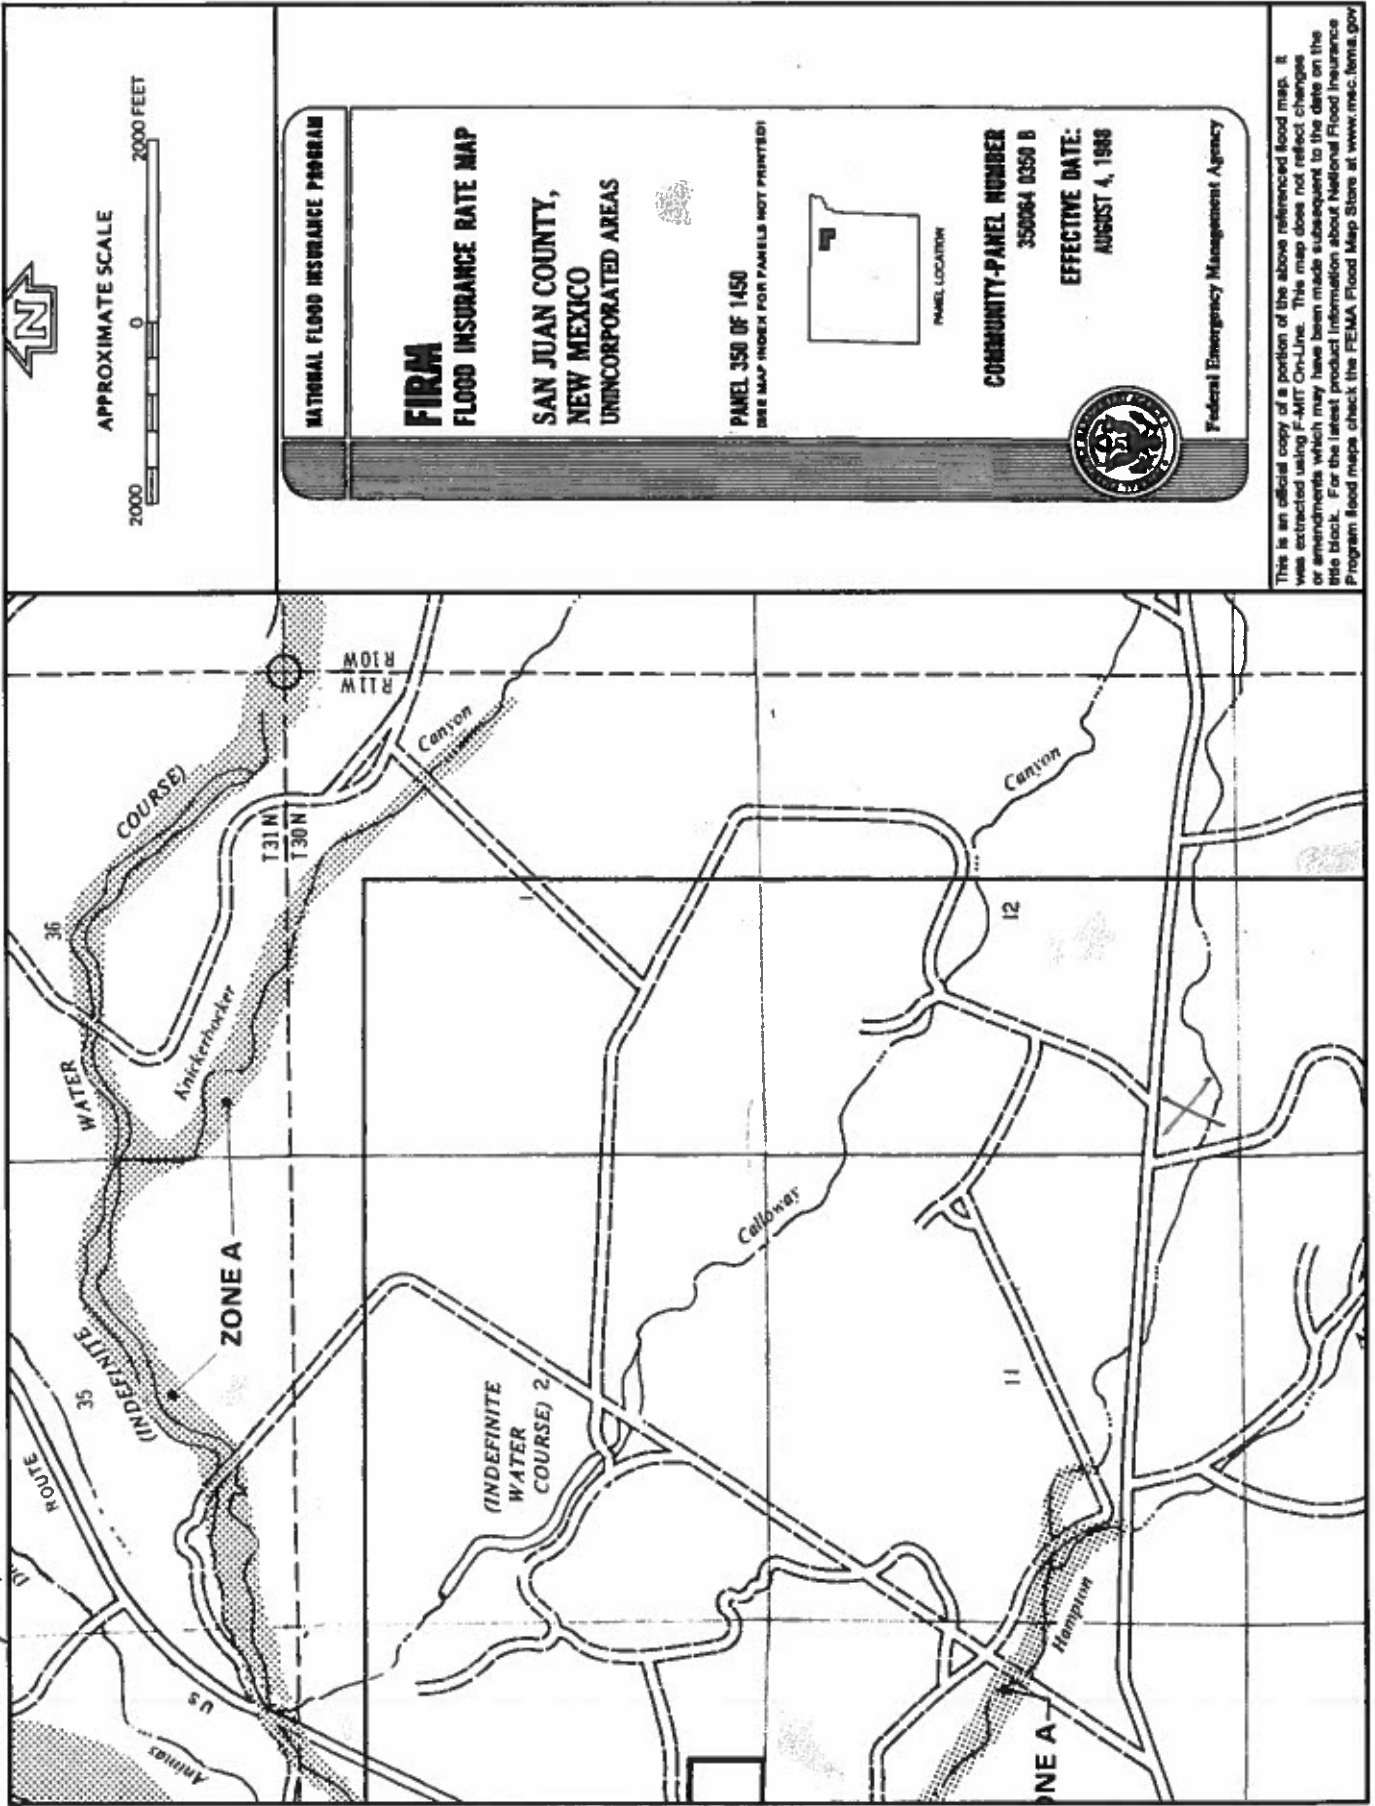 APPROXIMATE SCALE
2000
0
2000 FEET
N
NATIONAL FLOOD INSURANCE PROGRAM
FIRM
FLOOD INSURANCE RATE MAP
SAN JUAN COUNTY,
NEW MEXICO
UNINCORPORATED AREAS
PANEL 350 OF 1450
(SEE MAP INDEX FOR PANELS NOT PRINTED)
PANEL LOCATION
COMMUNITY-PANEL NUMBER
350064 0350 B
EFFECTIVE DATE:
AUGUST 4, 1988
Federal Emergency Management Agency
This is an official copy of a portion of the above referenced flood map. It
was extracted using F-MIT On-Line. This map does not reflect changes
or amendments which may have been made subsequent to the date on the
title block. For the latest product information about National Flood Insurance
Program flood maps check the FEMA Flood Map Store at www.msc.fema.gov
ROUTE
U S
Animas
35
(INDEFINITE
WATER
COURSE)
36
ZONE A
Knickerbocker
Canyon
T31N
T30N
R11W
R10W
1
(INDEFINITE
WATER
COURSE)
2
Calloway
Canyon
12
11
Hampton
ONE A